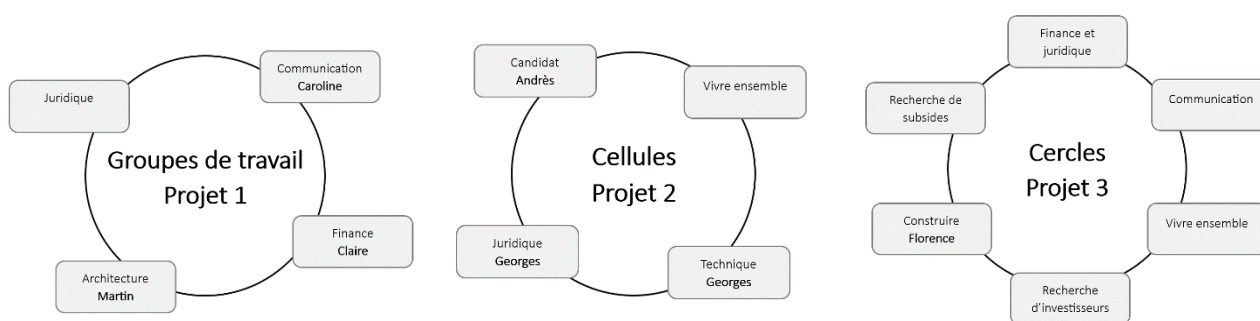 Juridique
Communication
Caroline
Groupes de travail
Projet 1
Finance
Claire
Architecture
Martin
Candidat
Andrès
Vivre ensemble
Cellules
Projet 2
Juridique
Georges
Technique
Georges
Finance et
juridique
Recherche de
subsides
Communication
Cercles
Projet 3
Construire
Florence
Vivre ensemble
Recherche
d'investisseurs